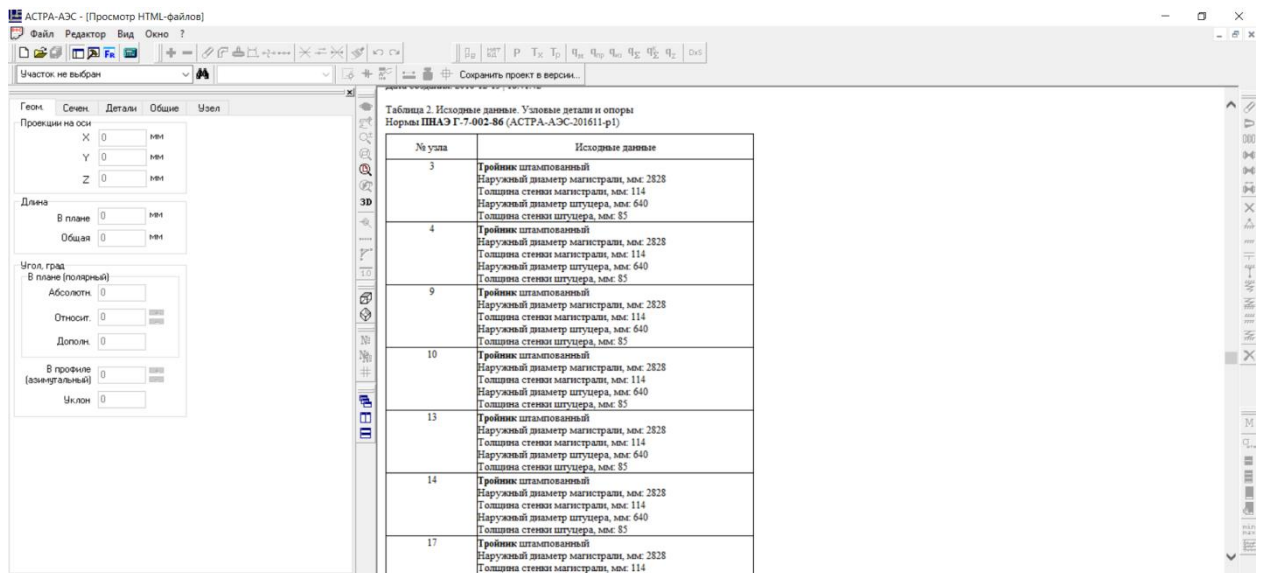 АСТРА-АЭС - [Просмотр HTML-файлов]
Файл Редактор Вид Окно ?
P Tx Tp
Участок не выбран
Сохранить проект в версии...
Геом. Сечен. Детали Общие Узел
Проекции на оси
X 0 мм
Y 0 мм
Z 0 мм
Длина
В плане 0 мм
Общая 0 мм
Угол, град
В плане (полярный)
Абсолютн. 0
Относит. 0
Дополн. 0
В профиле (азимутальный) 0
Уклон 0
3D
1.0
Таблица 2. Исходные данные. Узловые детали и опоры
Нормы ПНАЭ Г-7-002-86 (АСТРА-АЭС-201611-р1)
№ узла Исходные данные
3 Тройник штампованный
Наружный диаметр магистрали, мм: 2828
Толщина стенки магистрали, мм: 114
Наружный диаметр штуцера, мм: 640
Толщина стенки штуцера, мм: 85
4 Тройник штампованный
Наружный диаметр магистрали, мм: 2828
Толщина стенки магистрали, мм: 114
Наружный диаметр штуцера, мм: 640
Толщина стенки штуцера, мм: 85
9 Тройник штампованный
Наружный диаметр магистрали, мм: 2828
Толщина стенки магистрали, мм: 114
Наружный диаметр штуцера, мм: 640
Толщина стенки штуцера, мм: 85
10 Тройник штампованный
Наружный диаметр магистрали, мм: 2828
Толщина стенки магистрали, мм: 114
Наружный диаметр штуцера, мм: 640
Толщина стенки штуцера, мм: 85
13 Тройник штампованный
Наружный диаметр магистрали, мм: 2828
Толщина стенки магистрали, мм: 114
Наружный диаметр штуцера, мм: 640
Толщина стенки штуцера, мм: 85
14 Тройник штампованный
Наружный диаметр магистрали, мм: 2828
Толщина стенки магистрали, мм: 114
Наружный диаметр штуцера, мм: 640
Толщина стенки штуцера, мм: 85
17 Тройник штампованный
Наружный диаметр магистрали, мм: 2828
Толщина стенки магистрали, мм: 114